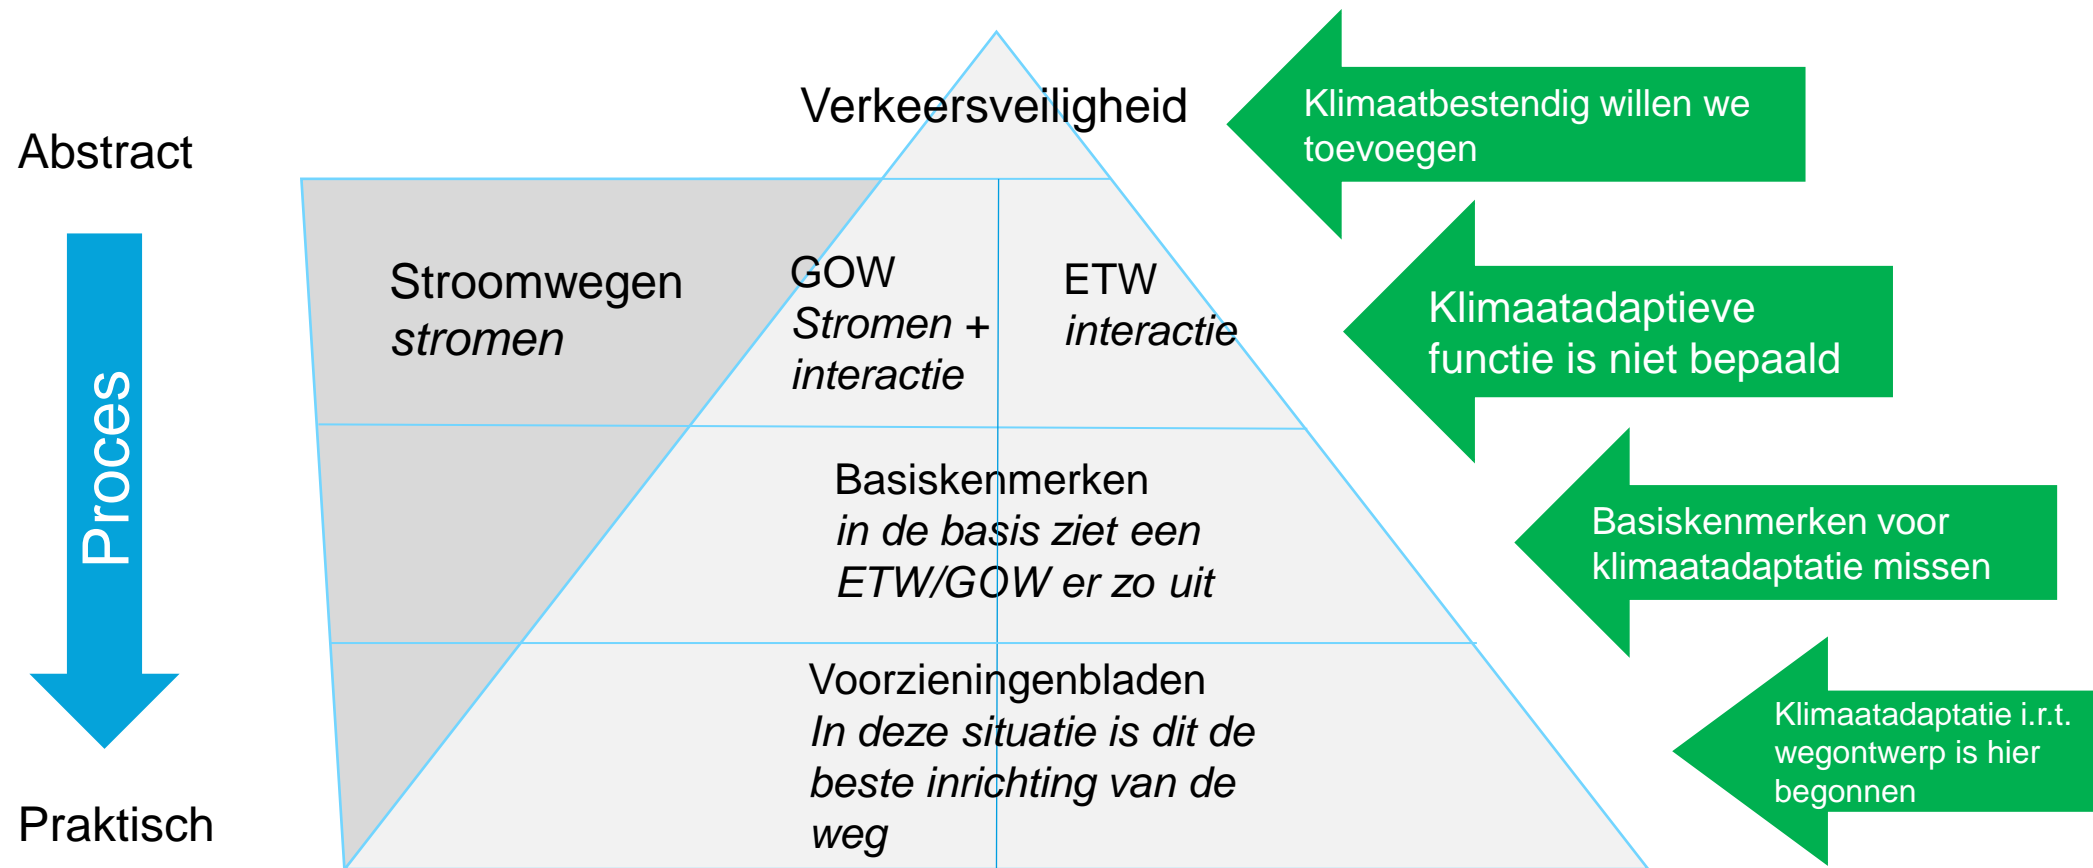 Verkeersveiligheid
Klimaatbestendig willen we
toevoegen
Abstract
Stroomwegen
stromen
GOW
Stromen +
interactie
ETW
interactie
Klimaatadaptieve
functie is niet bepaald
Proces
Basiskenmerken
in de basis ziet een
ETW/GOW er zo uit
Basiskenmerken voor
klimaatadaptatie missen
Voorzieningenbladen
In deze situatie is dit de
beste inrichting van de
weg
Klimaatadaptatie i.r.t.
wegontwerp is hier
begonnen
Praktisch